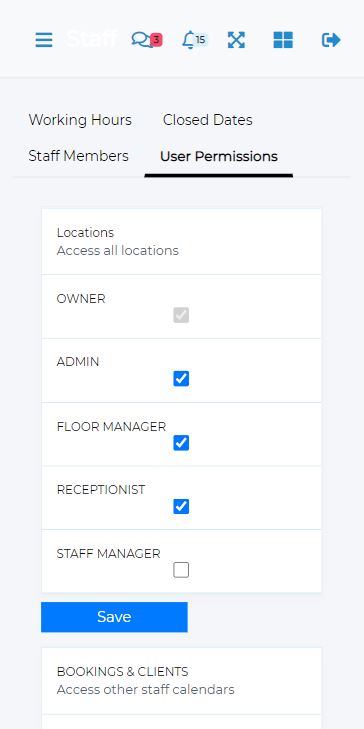 Staff
3
15
Working Hours
Closed Dates
Staff Members
User Permissions
Locations
Access all locations
OWNER
ADMIN
FLOOR MANAGER
RECEPTIONIST
STAFF MANAGER
Save
BOOKINGS & CLIENTS
Access other staff calendars